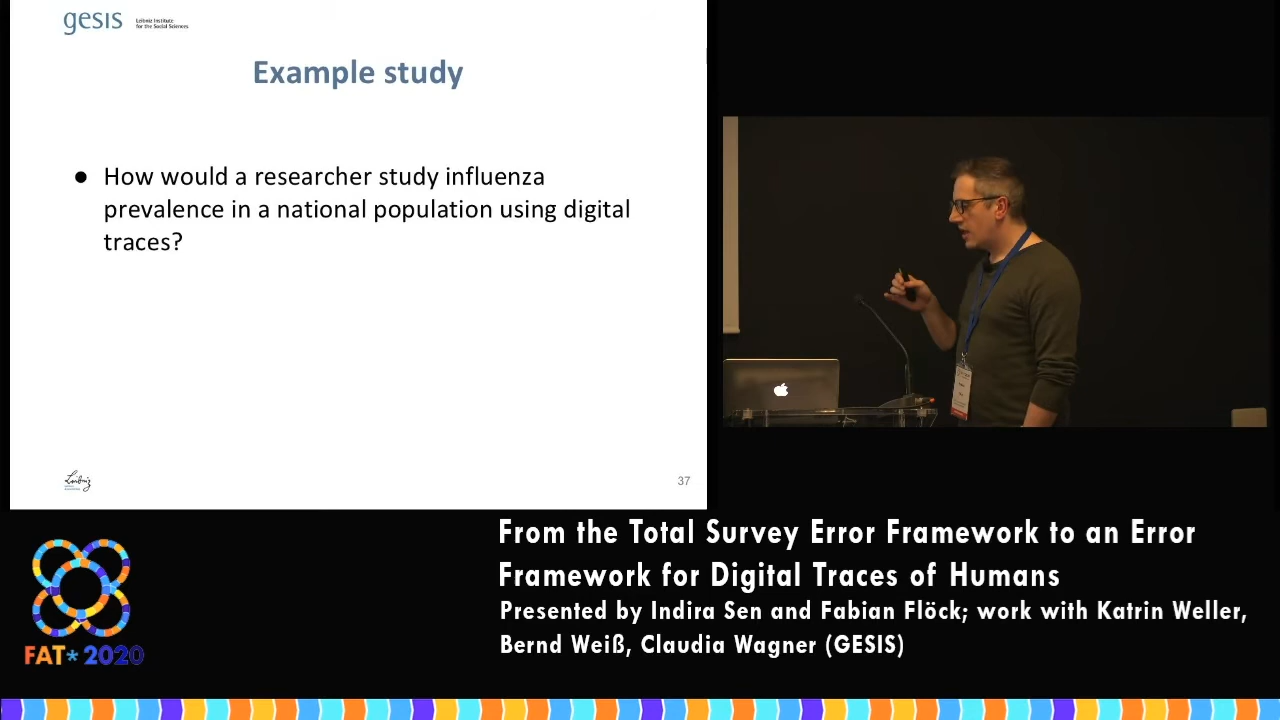 gesis
Leibniz Institute
for the Social Sciences
Example study
● How would a researcher study influenza
prevalence in a national population using digital
traces?
Leibniz
37
From the Total Survey Error Framework to an Error
Framework for Digital Traces of Humans
Presented by Indira Sen and Fabian Flöck; work with Katrin Weller,
Bernd Weiß, Claudia Wagner (GESIS)
FAT* 2020